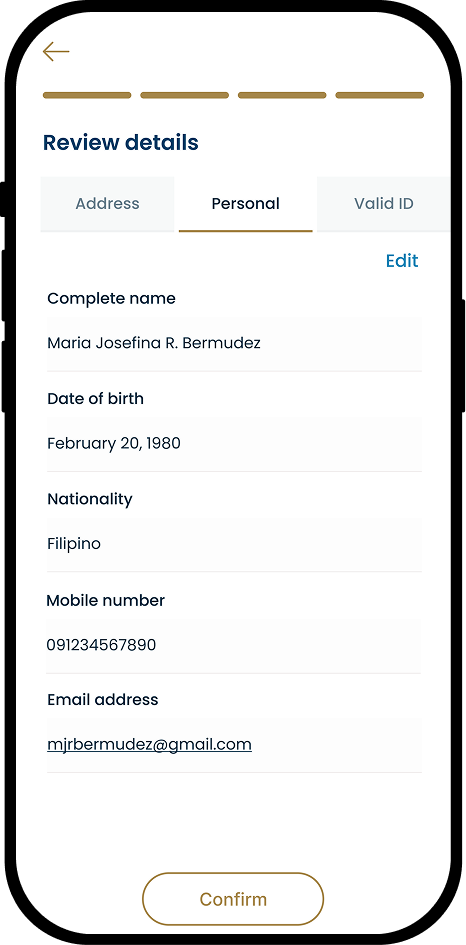 Review details
Address Personal Valid ID
Edit
Complete name
Maria Josefina R. Bermudez
Date of birth
February 20, 1980
Nationality
Filipino
Mobile number
091234567890
Email address
mjrbermudez@gmail.com
Confirm